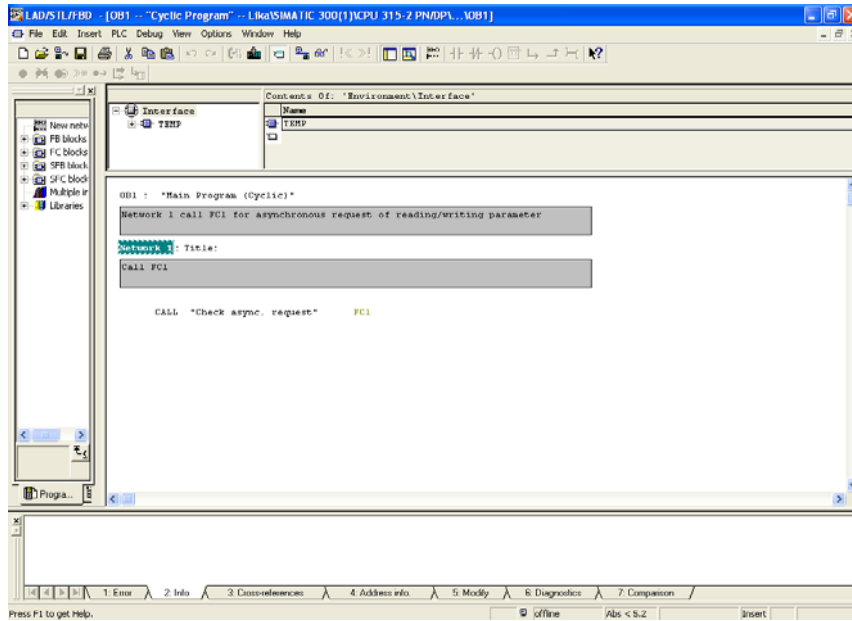 LAD/STL/FBD - [OB1 -- "Cyclic Program" -- Lika\SIMATIC 300(1)\CPU 315-2 PN/DP\...\OB1]
File Edit Insert PLC Debug View Options Window Help
Contents Of: 'Environment\Interface'
Interface
Name
TEMP
TEMP
New netw
FB blocks
FC blocks
SFB block
SFC block
Multiple in
Libraries
OB1 : "Main Program (Cyclic)"
Network 1 call FC1 for asynchronous request of reading/writing parameter
Network 1: Title:
Call FC1
CALL "Check async. request" FC1
Progra...
1: Error 2: Info 3: Cross-references 4: Address info. 5: Modify 6: Diagnostics 7: Comparison
Press F1 to get Help.
offline Abs < 5.2 Insert